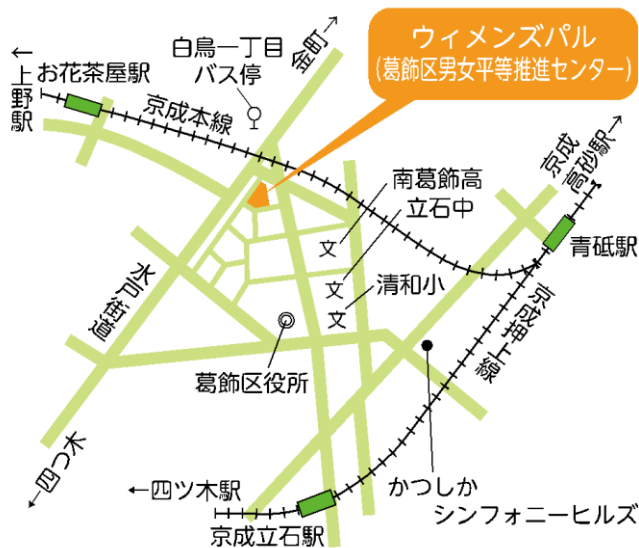 ウィメンズパル
(葛飾区男女平等推進センター)
白鳥一丁目
バス停
金町→
←上野駅
お花茶屋駅
京成本線
京成
高砂駅→
南葛飾高
立石中
清和小
文
文
文
青砥駅
水戸街道
京成押上線
葛飾区役所
←四つ木
←四ツ木駅
京成立石駅
かつしか
シンフォニーヒルズ